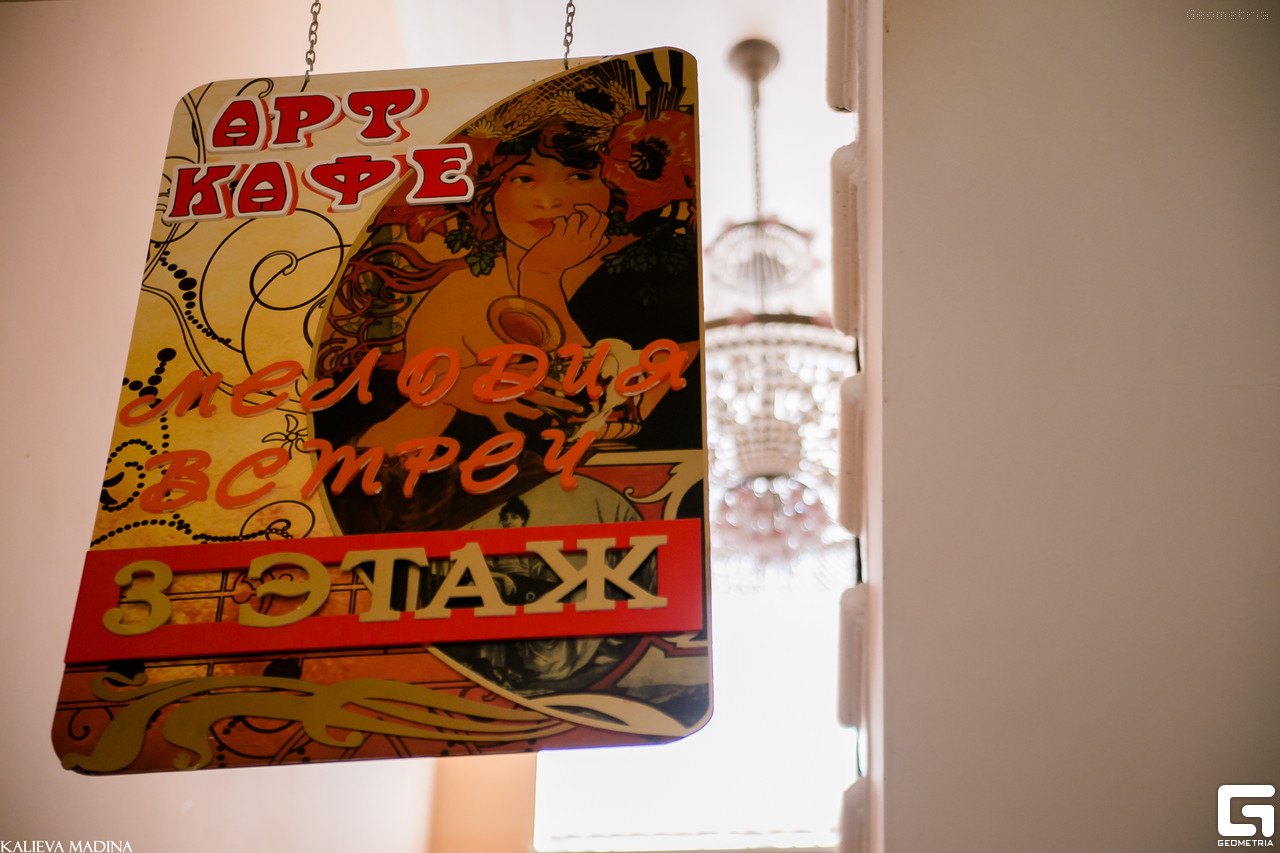 Geometria
АРТ
КАФЕ
МЕЛОДИЯ
ВСТРЕЧ
3 ЭТАЖ
KALIEVA MADINA
GEOMETRIA